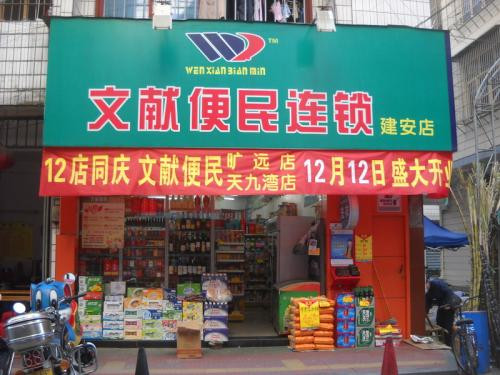 TM
WEN XIAN BIAN MIN
文献便民连锁 建安店
12店同庆 文献便民 旷远店 天九湾店 12月12日 盛大开业